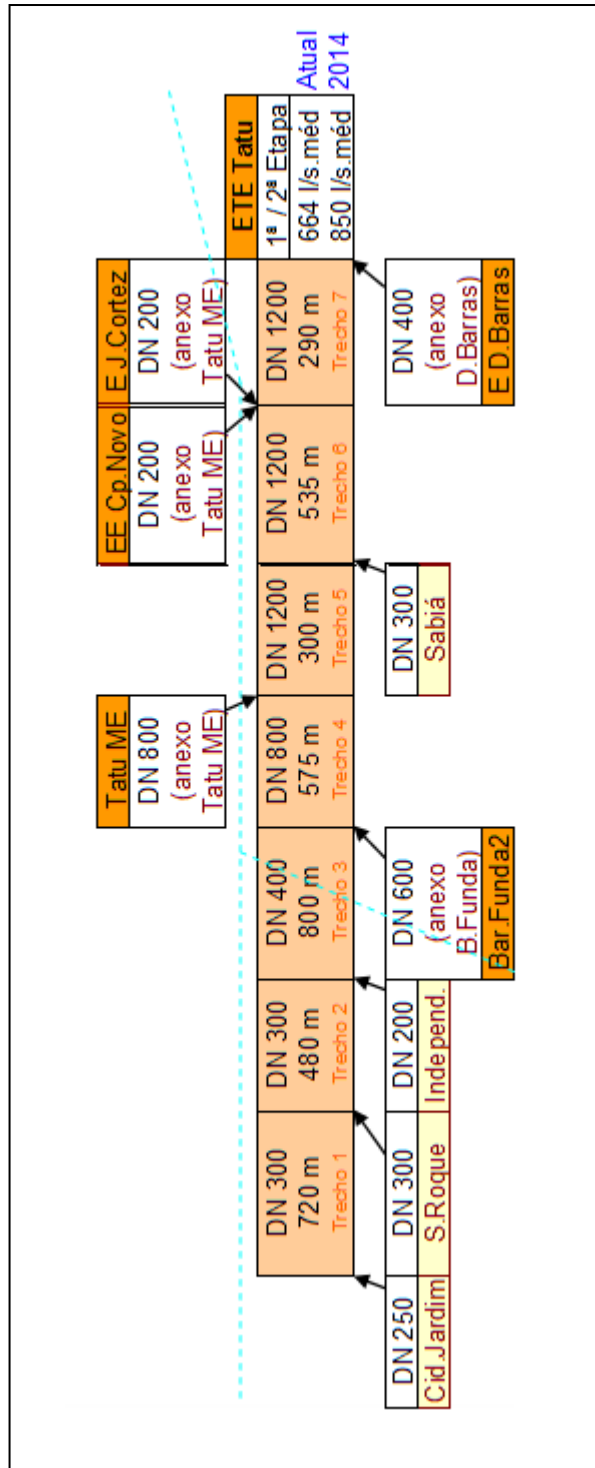 Tatu ME
DN 800
(anexo
Tatu ME)
EE Cp.Novo
DN 200
(anexo
Tatu ME)
E.J.Cortez
DN 200
(anexo
Tatu ME)
DN 300
720 m
Trecho 1
DN 300
480 m
Trecho 2
DN 400
800 m
Trecho 3
DN 800
575 m
Trecho 4
DN 1200
300 m
Trecho 5
DN 1200
535 m
Trecho 6
DN 1200
290 m
Trecho 7
ETE Tatu
1ª / 2ª Etapa
664 l/s.méd
850 l/s.méd
Atual
2014
DN 250
Cid.Jardim
DN 300
S.Roque
DN 200
Independ.
DN 600
(anexo
B.Funda)
Bar.Funda2
DN 300
Sabiá
DN 400
(anexo
D.Barras)
E D.Barras